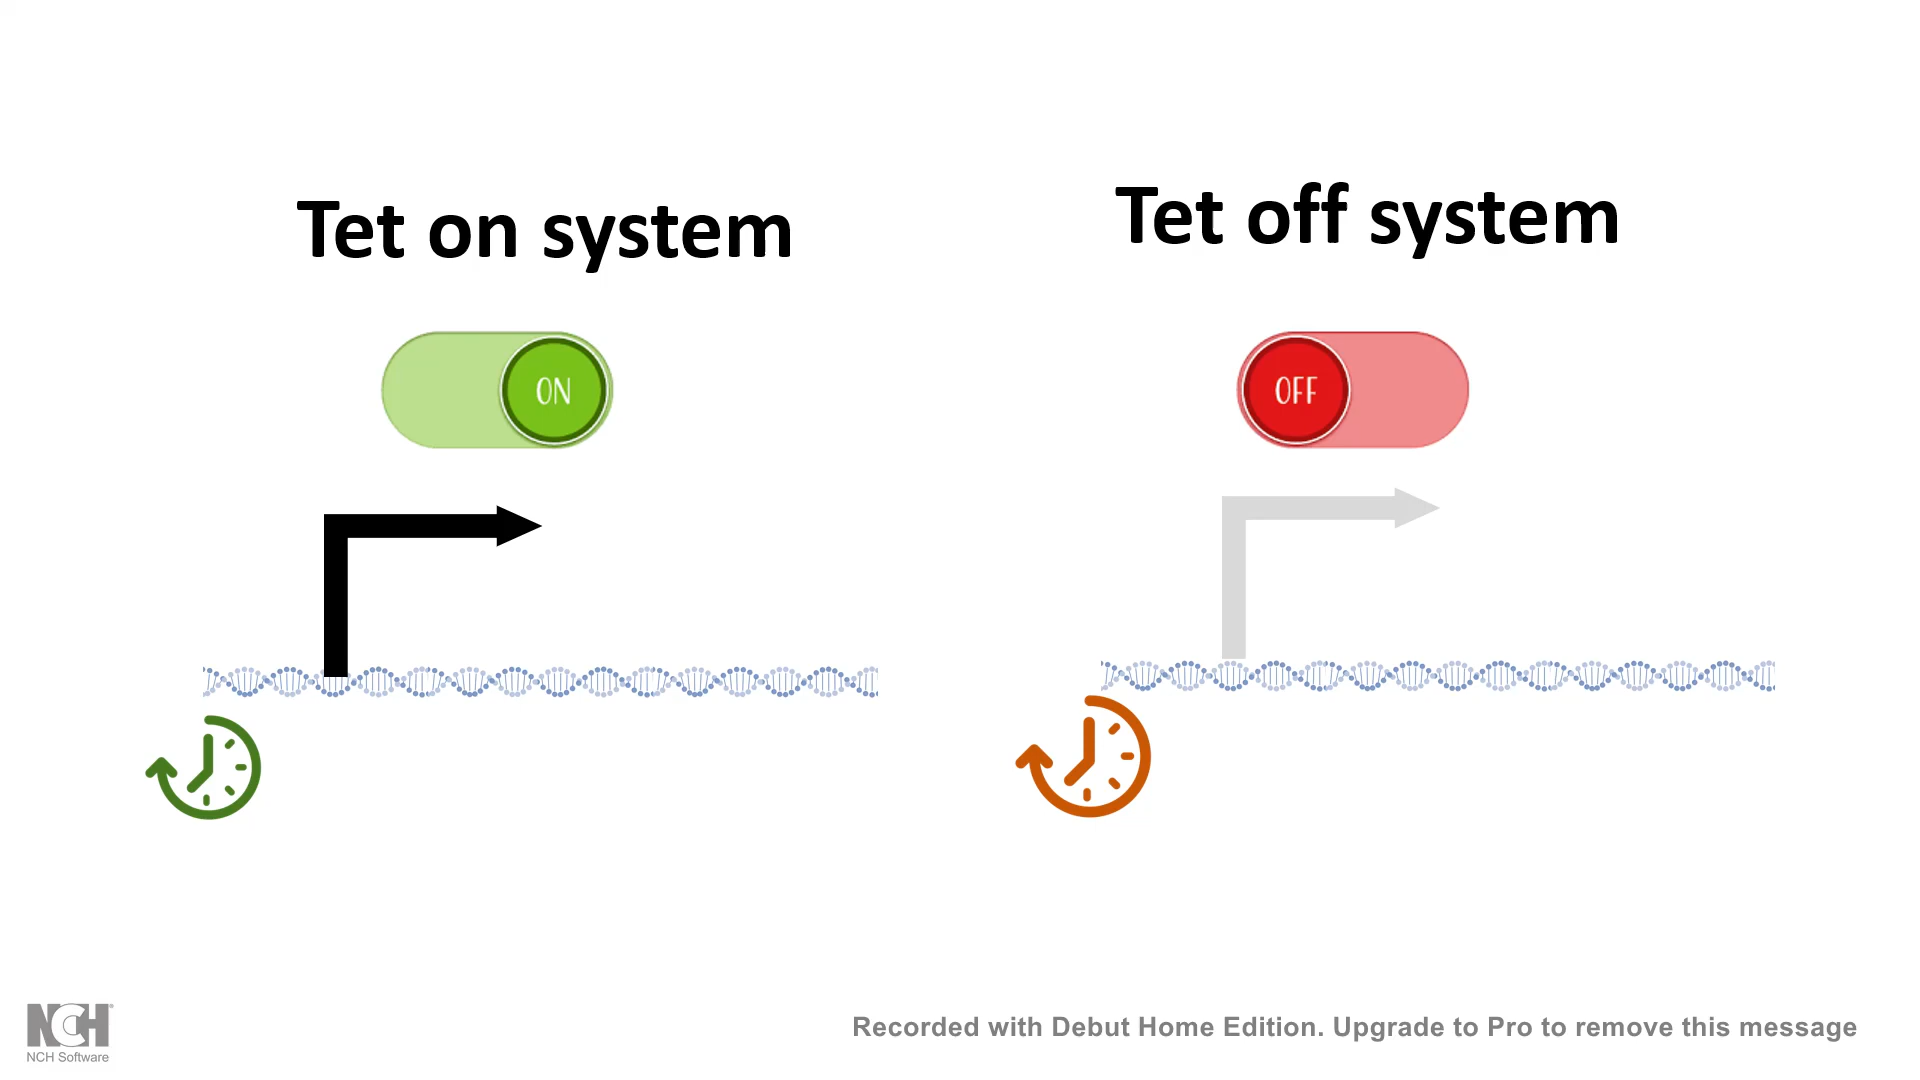 Tet on system
Tet off system
ON
OFF
NCH
NCH Software
Recorded with Debut Home Edition. Upgrade to Pro to remove this message